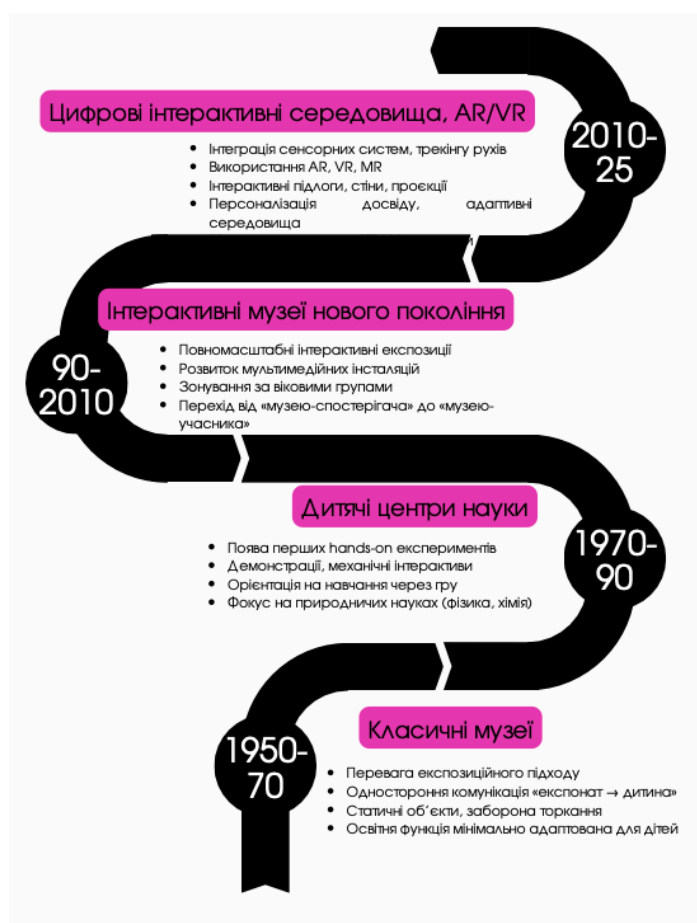 Цифрові інтерактивні середовища, AR/VR
2010-
25
• Інтеграція сенсорних систем, трекінгу рухів
• Використання AR, VR, MR
• Інтерактивні підлоги, стіни, проєкції
• Персоналізація досвіду, адаптивні
середовища
Інтерактивні музеї нового покоління
90-
2010
• Повномасштабні інтерактивні експозиції
• Розвиток мультимедійних інсталяцій
• Зонування за віковими групами
• Перехід від «музею-спостерігача» до «музею-
учасника»
Дитячі центри науки
1970-
90
• Поява перших hands-on експериментів
• Демонстрації, механічні інтерактиви
• Орієнтація на навчання через гру
• Фокус на природничих науках (фізика, хімія)
Класичні музеї
1950-
70
• Перевага експозиційного підходу
• Одностороння комунікація «експонат → дитина»
• Статичні об’єкти, заборона торкання
• Освітня функція мінімально адаптована для дітей